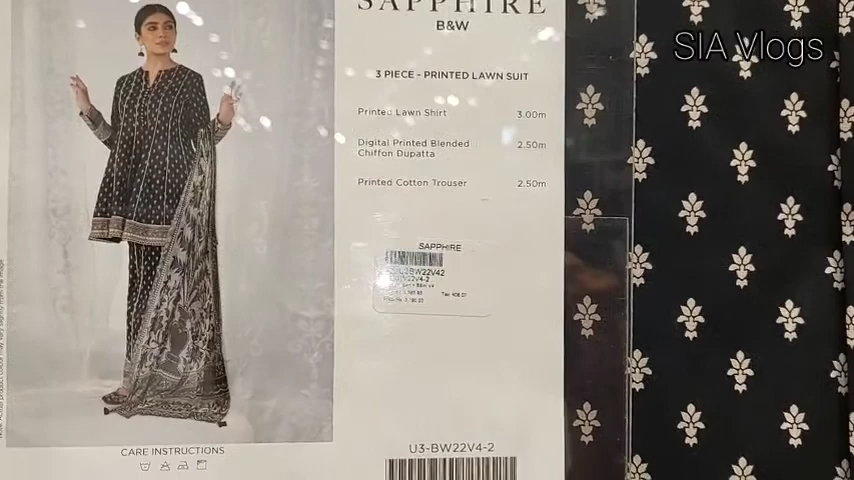 SAPPHIRE
B&W
SIA Vlogs
3 PIECE - PRINTED LAWN SUIT
Printed Lawn Shirt 3.00m
Digital Printed Blended 2.50m
Chiffon Dupatta
Printed Cotton Trouser 2.50m
SAPPHIRE
CARE INSTRUCTIONS
U3-BW22V4-2